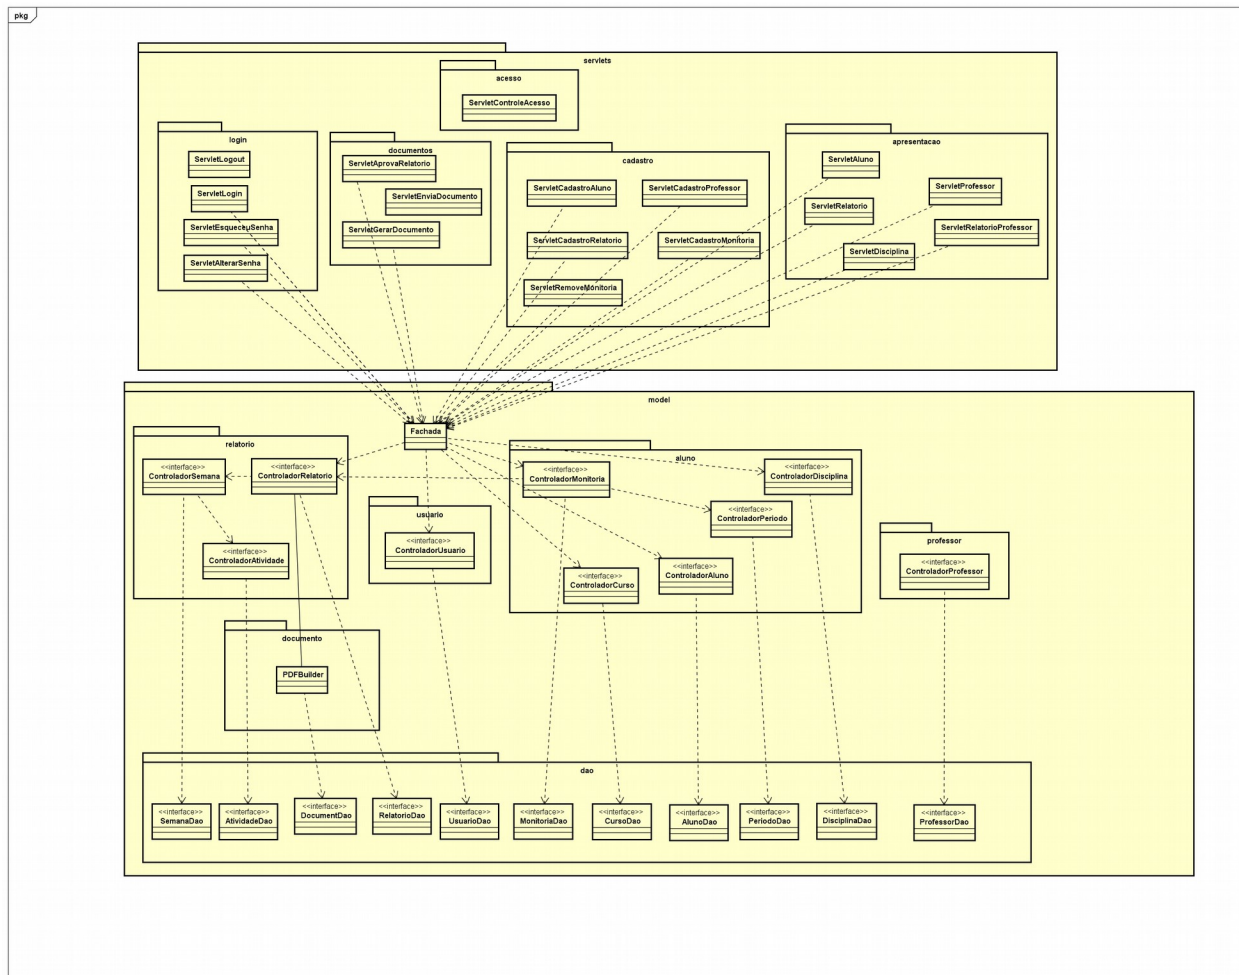 pkg
servlets
acesso
ServletControleAcesso
login
ServletLogout
ServletLogin
ServletEsqueceuSenha
ServletAlterarSenha
documentos
ServletAprovaRelatorio
ServletEnviaDocumento
ServletGerarDocumento
cadastro
ServletCadastroAluno
ServletCadastroProfessor
ServletCadastroRelatorio
ServletCadastroMonitoria
ServletRemoveMonitoria
apresentacao
ServletAluno
ServletProfessor
ServletRelatorio
ServletRelatorioProfessor
ServletDisciplina
model
Fachada
relatorio
<<interface>>
ControladorSemana
<<interface>>
ControladorRelatorio
<<interface>>
ControladorAtividade
usuario
<<interface>>
ControladorUsuario
aluno
<<interface>>
ControladorMonitoria
<<interface>>
ControladorDisciplina
<<interface>>
ControladorPeriodo
<<interface>>
ControladorCurso
<<interface>>
ControladorAluno
professor
<<interface>>
ControladorProfessor
documento
PDFBuilder
dao
<<interface>>
SemanaDao
<<interface>>
AtividadeDao
<<interface>>
DocumentDao
<<interface>>
RelatorioDao
<<interface>>
UsuarioDao
<<interface>>
MonitoriaDao
<<interface>>
CursoDao
<<interface>>
AlunoDao
<<interface>>
PeriodoDao
<<interface>>
DisciplinaDao
<<interface>>
ProfessorDao